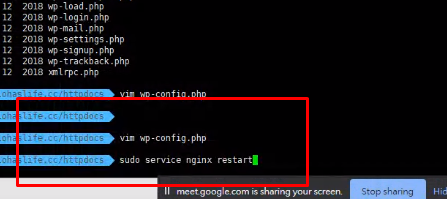 12 2018 wp-load.php
12 2018 wp-login.php
12 2018 wp-mail.php
12 2018 wp-settings.php
12 2018 wp-signup.php
12 2018 wp-trackback.php
12 2018 xmlrpc.php
ohaslife.cc/httpdocs vim wp-config.php
ohaslife.cc/httpdocs
ohaslife.cc/httpdocs vim wp-config.php
ohaslife.cc/httpdocs sudo service nginx restart
meet.google.com is sharing your screen.
Stop sharing
Hid